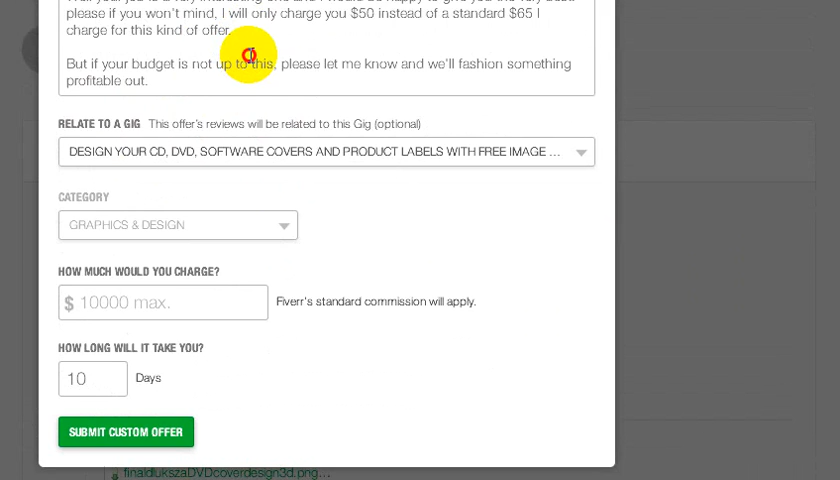 please if you won't mind, I will only charge you $50 instead of a standard $65 I
charge for this kind of offer.
But if your budget is not up to this, please let me know and we'll fashion something
profitable out.
RELATE TO A GIG This offer's reviews will be related to this Gig (optional)
DESIGN YOUR CD, DVD, SOFTWARE COVERS AND PRODUCT LABELS WITH FREE IMAGE ...
CATEGORY
GRAPHICS & DESIGN
HOW MUCH WOULD YOU CHARGE?
$ 10000 max. Fiverr's standard commission will apply.
HOW LONG WILL IT TAKE YOU?
10 Days
SUBMIT CUSTOM OFFER
finaldlukszaDVDcoverdesign3d.png...